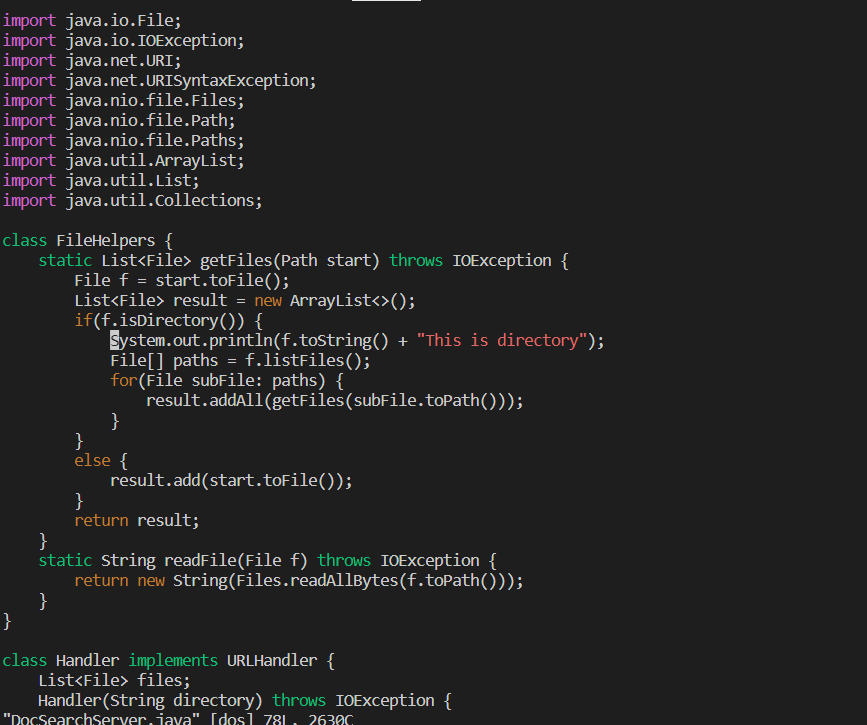 import java.io.File;
import java.io.IOException;
import java.net.URI;
import java.net.URISyntaxException;
import java.nio.file.Files;
import java.nio.file.Path;
import java.nio.file.Paths;
import java.util.ArrayList;
import java.util.List;
import java.util.Collections;

class FileHelpers {
    static List<File> getFiles(Path start) throws IOException {
        File f = start.toFile();
        List<File> result = new ArrayList<>();
        if(f.isDirectory()) {
            System.out.println(f.toString() + "This is directory");
            File[] paths = f.listFiles();
            for(File subFile: paths) {
                result.addAll(getFiles(subFile.toPath()));
            }
        }
        else {
            result.add(start.toFile());
        }
        return result;
    }
    static String readFile(File f) throws IOException {
        return new String(Files.readAllBytes(f.toPath()));
    }
}

class Handler implements URLHandler {
    List<File> files;
    Handler(String directory) throws IOException {
"DocSearchServer.java" [dos] 78L, 2630C